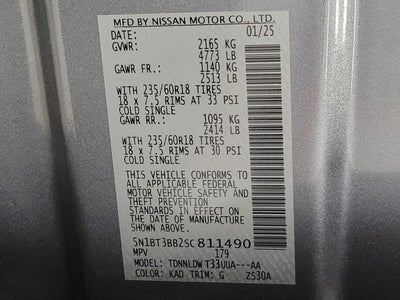 MFD BY NISSAN MOTOR CO., LTD.
DATE: 01/25
GVWR: 2165 KG
4773 LB
GAWR FR.: 1140 KG
2513 LB
WITH 235/60R18 TIRES
18 x 7.5 RIMS AT 33 PSI
COLD SINGLE
GAWR RR.: 1095 KG
2414 LB
WITH 235/60R18 TIRES
18 x 7.5 RIMS AT 30 PSI
COLD SINGLE
THIS VEHICLE CONFORMS TO
ALL APPLICABLE FEDERAL
MOTOR VEHICLE SAFETY AND
THEFT PREVENTION
STANDARDS IN EFFECT ON
THE DATE OF MANUFACTURE
SHOWN ABOVE.
5N1BT3BB2SC811490
MPV 179
MODEL: TDNNLDWT33UUA---AA
COLOR: KAD TRIM: G ZS30A